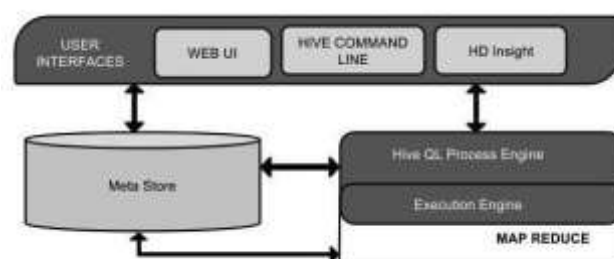 USER
INTERFACES
WEB UI
HIVE COMMAND
LINE
HD Insight
Meta Store
Hive QL Process Engine
Execution Engine
MAP REDUCE